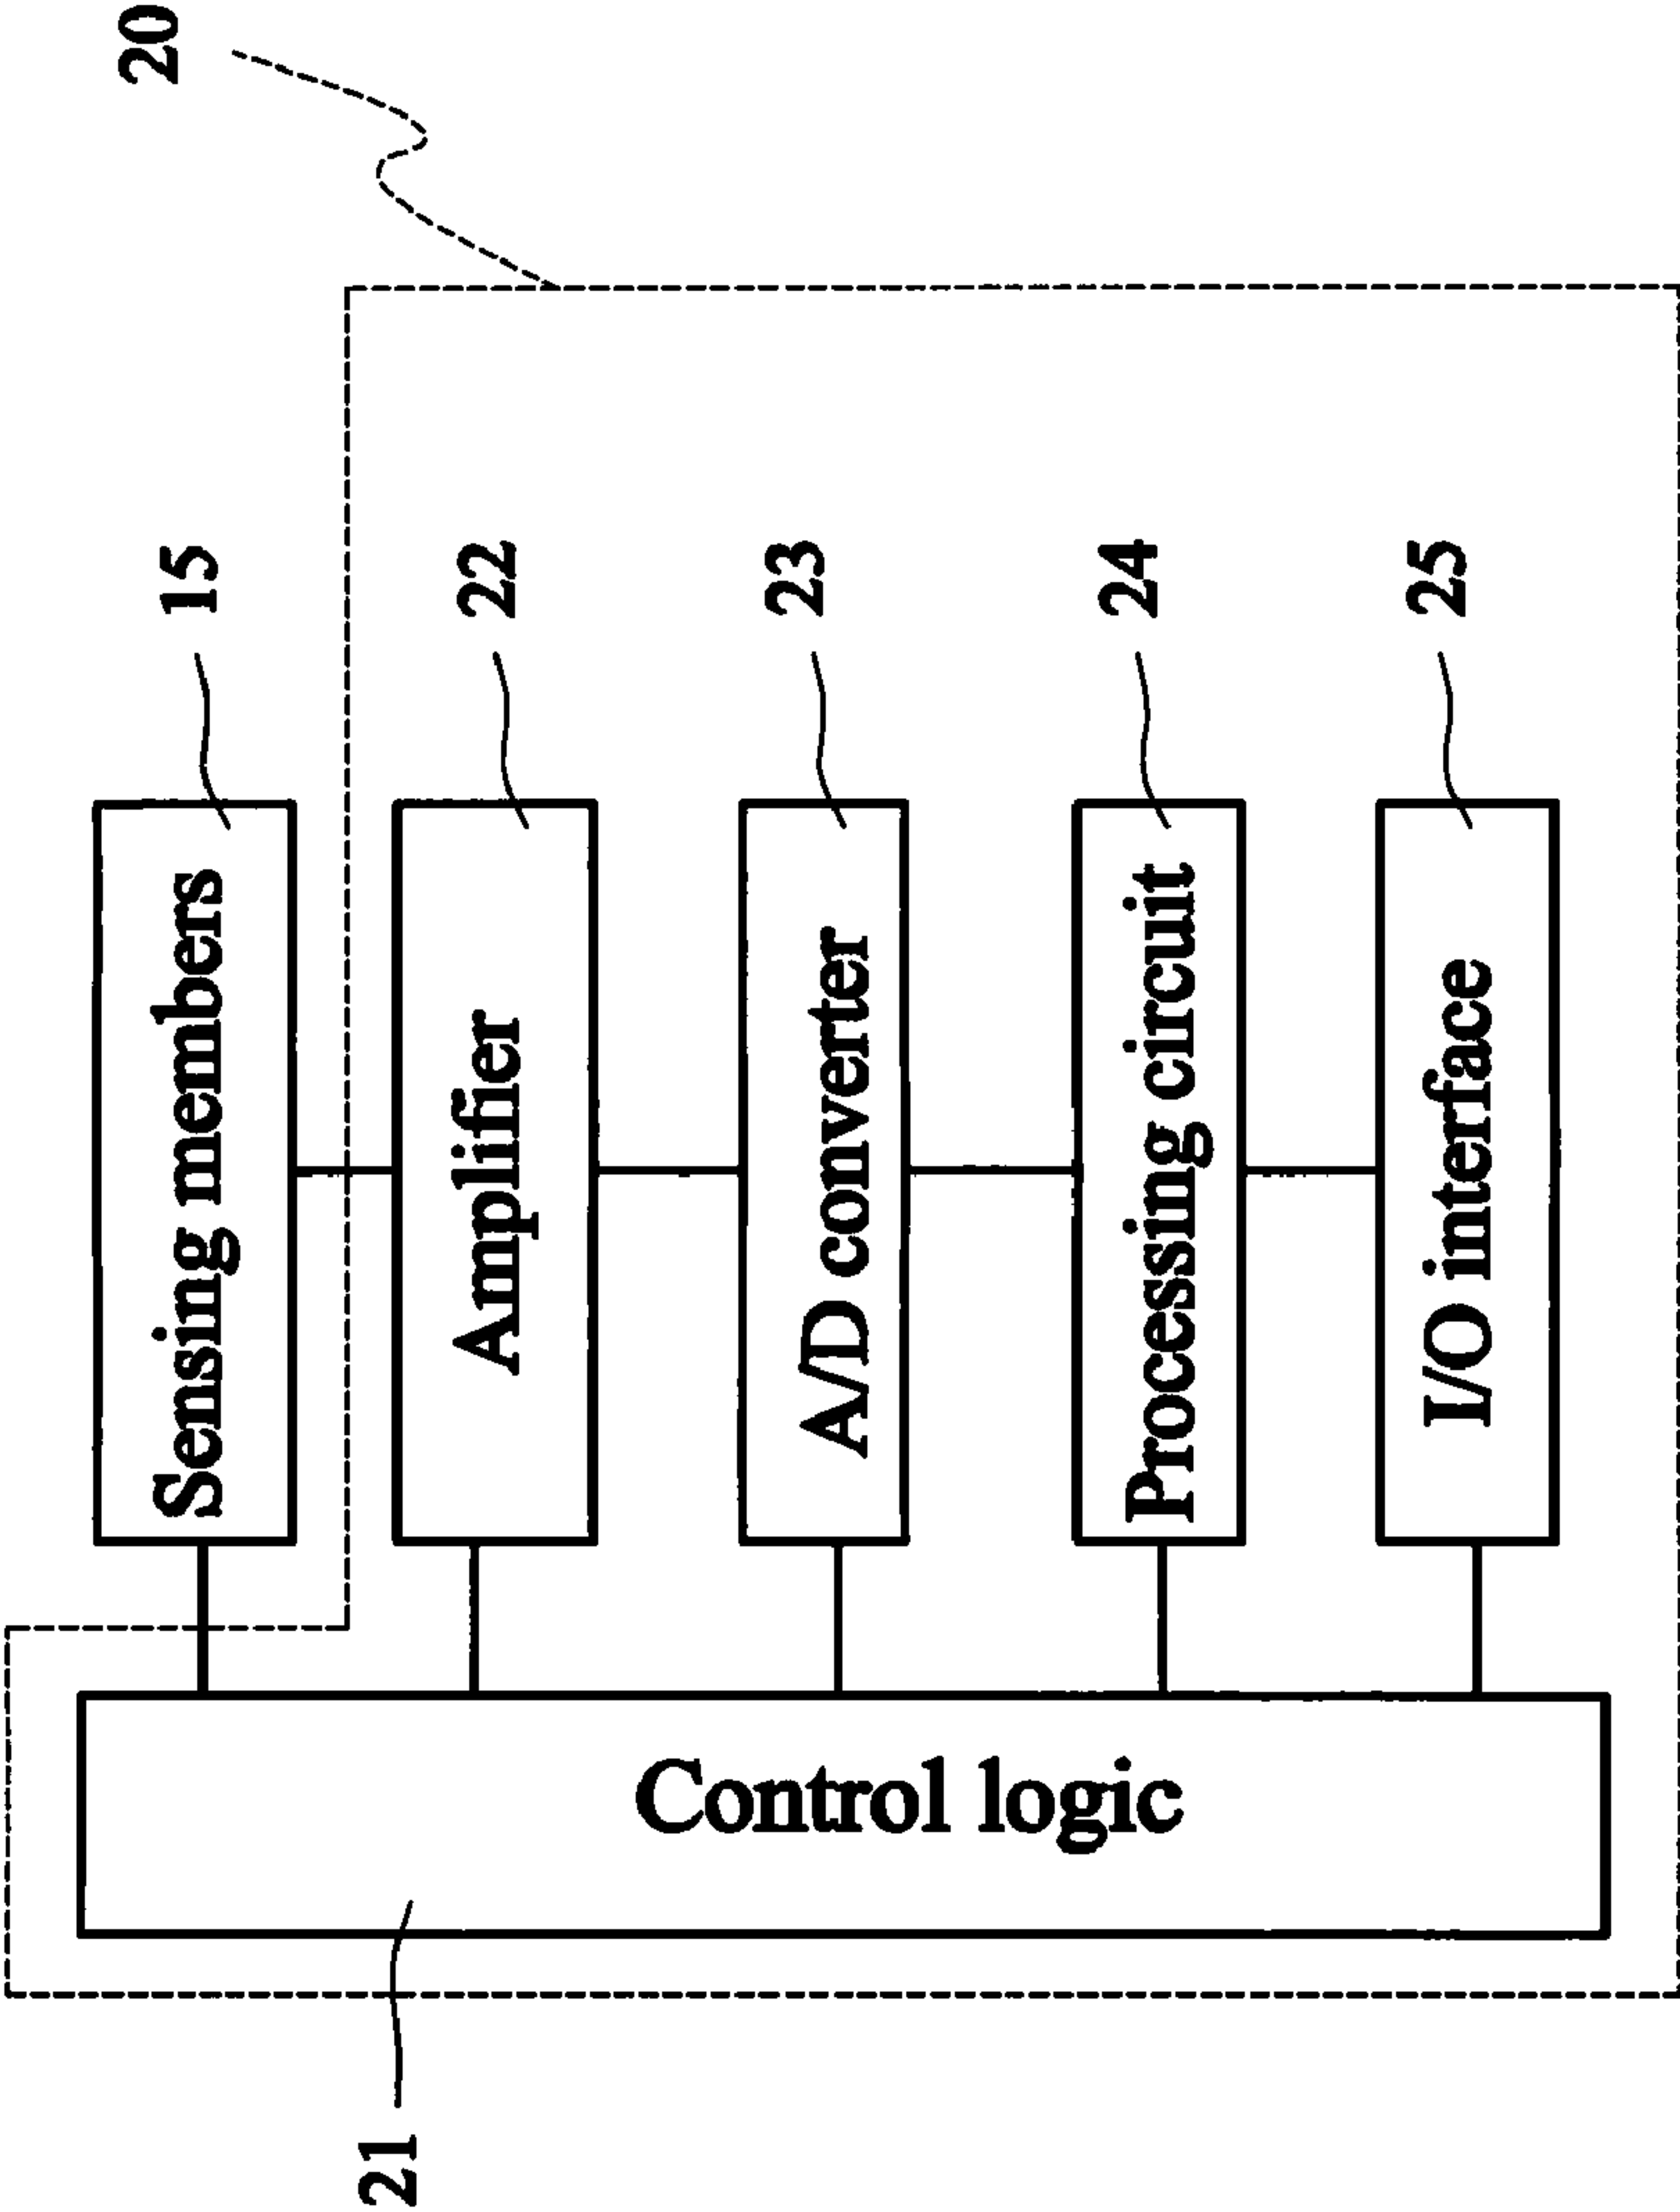 20
15
Sensing members
22
Amplifier
23
A/D converter
24
Processing circuit
25
I/O interface
Control logic
21